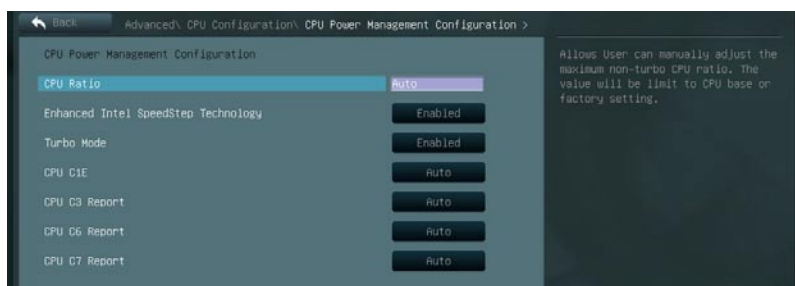 Back Advanced\ CPU Configuration\ CPU Power Management Configuration >
CPU Power Management Configuration
CPU Ratio Auto
Enhanced Intel SpeedStep Technology Enabled
Turbo Mode Enabled
CPU C1E Auto
CPU C3 Report Auto
CPU C6 Report Auto
CPU C7 Report Auto
Allows User can manually adjust the
maximum non-turbo CPU ratio. The
value will be limit to CPU base or
factory setting.